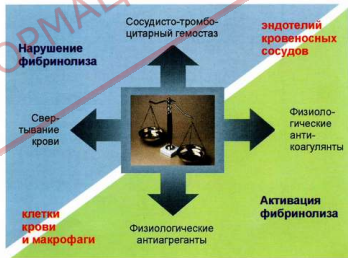 ОРМАЦ
Сосудисто-тромбо-
цитарный гемостаз
эндотелий
кровеносных
сосудов
Нарушение
фибринолиза
Свер-
тывание
крови
Физиоло-
гические
анти-
коагулянты
клетки
крови
и макрофаги
Физиологические
антиагреганты
Активация
фибринолиза